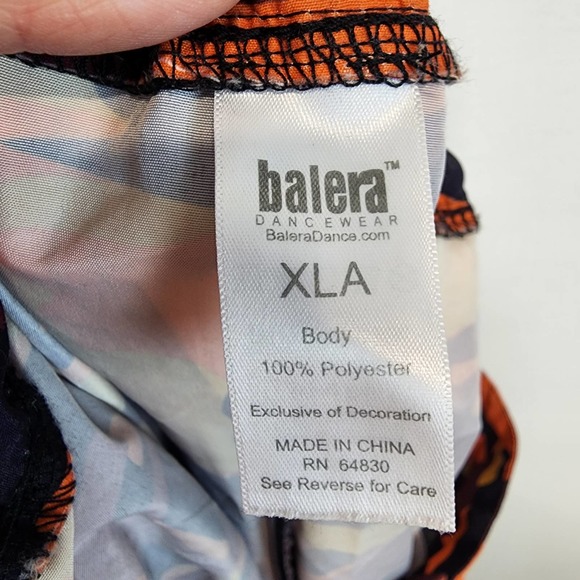 balera™
DANCEWEAR
BaleraDance.com
XLA
Body
100% Polyester
Exclusive of Decoration
MADE IN CHINA
RN 64830
See Reverse for Care